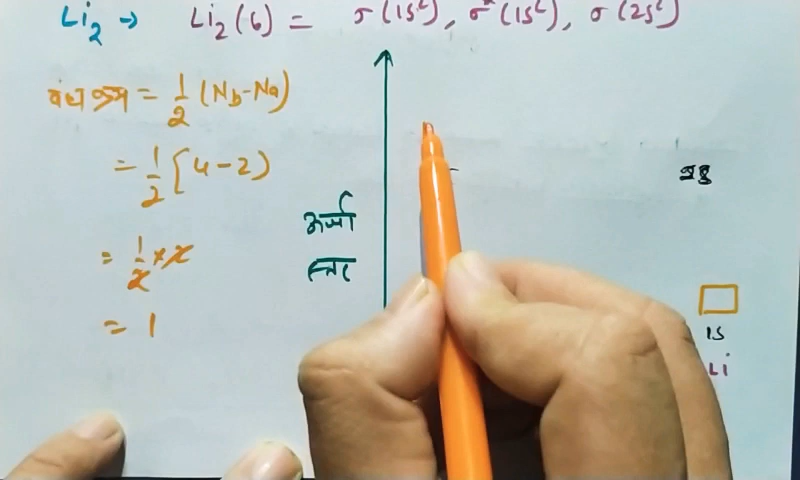 Li₂ → Li₂(6) = σ(1s²), σ*(1s²), σ(2s²)
बंध क्रम = 1/2 (Nb-Na)
= 1/2 [4-2)
= 1/2 × 2
= 1
ऊर्जा
स्तर
1s
Li